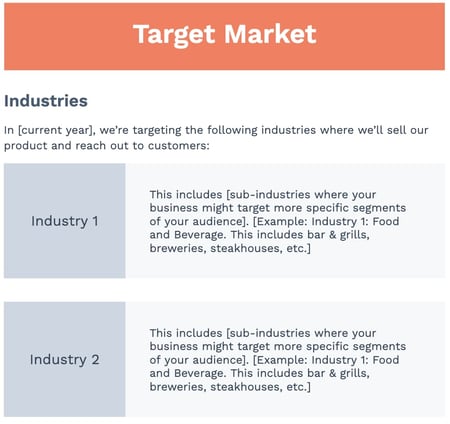 Target Market
Industries
In [current year], we’re targeting the following industries where we’ll sell our
product and reach out to customers:
Industry 1
This includes [sub-industries where your
business might target more specific segments
of your audience]. [Example: Industry 1: Food
and Beverage. This includes bar & grills,
breweries, steakhouses, etc.]
Industry 2
This includes [sub-industries where your
business might target more specific segments
of your audience]. [Example: Industry 1: Food
and Beverage. This includes bar & grills,
breweries, steakhouses, etc.]